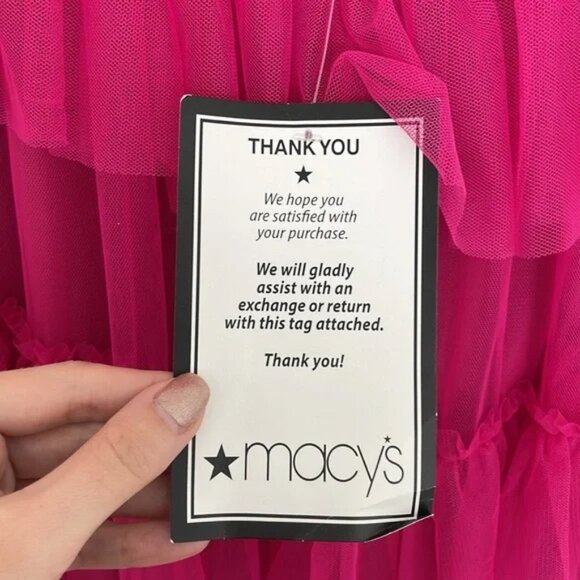 THANK YOU
★
We hope you
are satisfied with
your purchase.
We will gladly
assist with an
exchange or return
with this tag attached.
Thank you!
★macy's